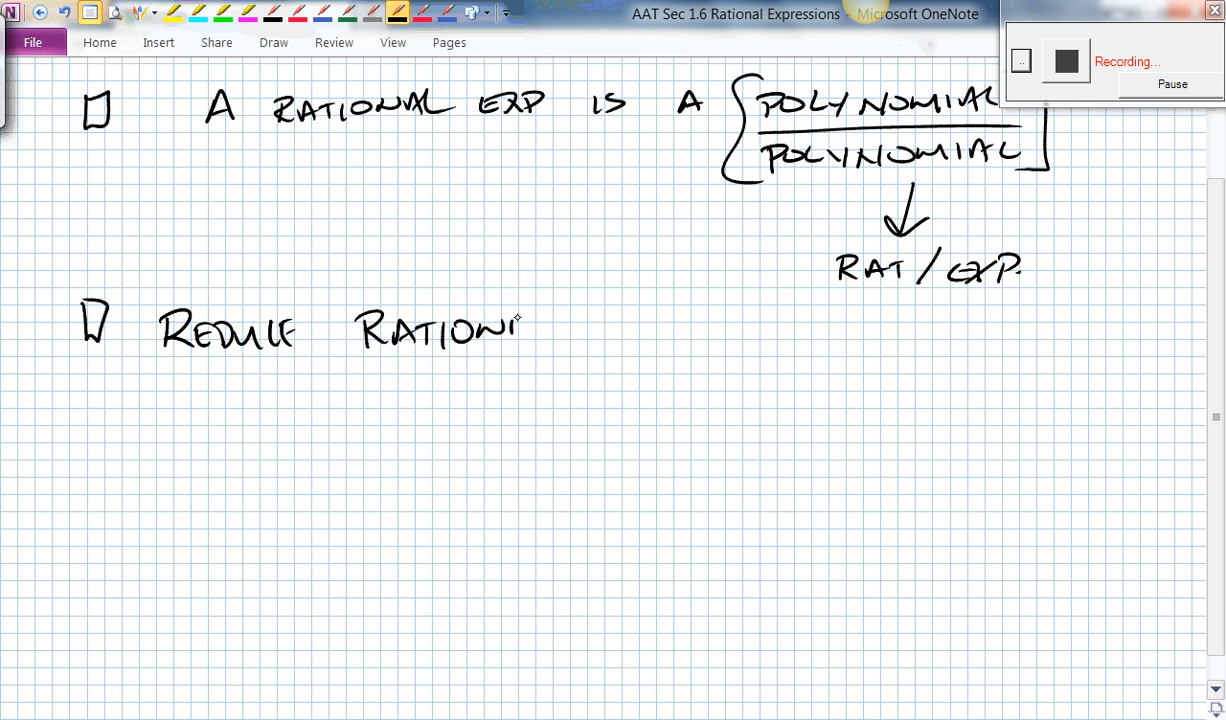 AAT Sec 1.6 Rational Expressions - Microsoft OneNote
File Home Insert Share Draw Review View Pages
Recording...
Pause
A RATIONAL EXP IS A POLYNOMIAL
POLYNOMIAL
RAT/EXP.
REDUCE RATION